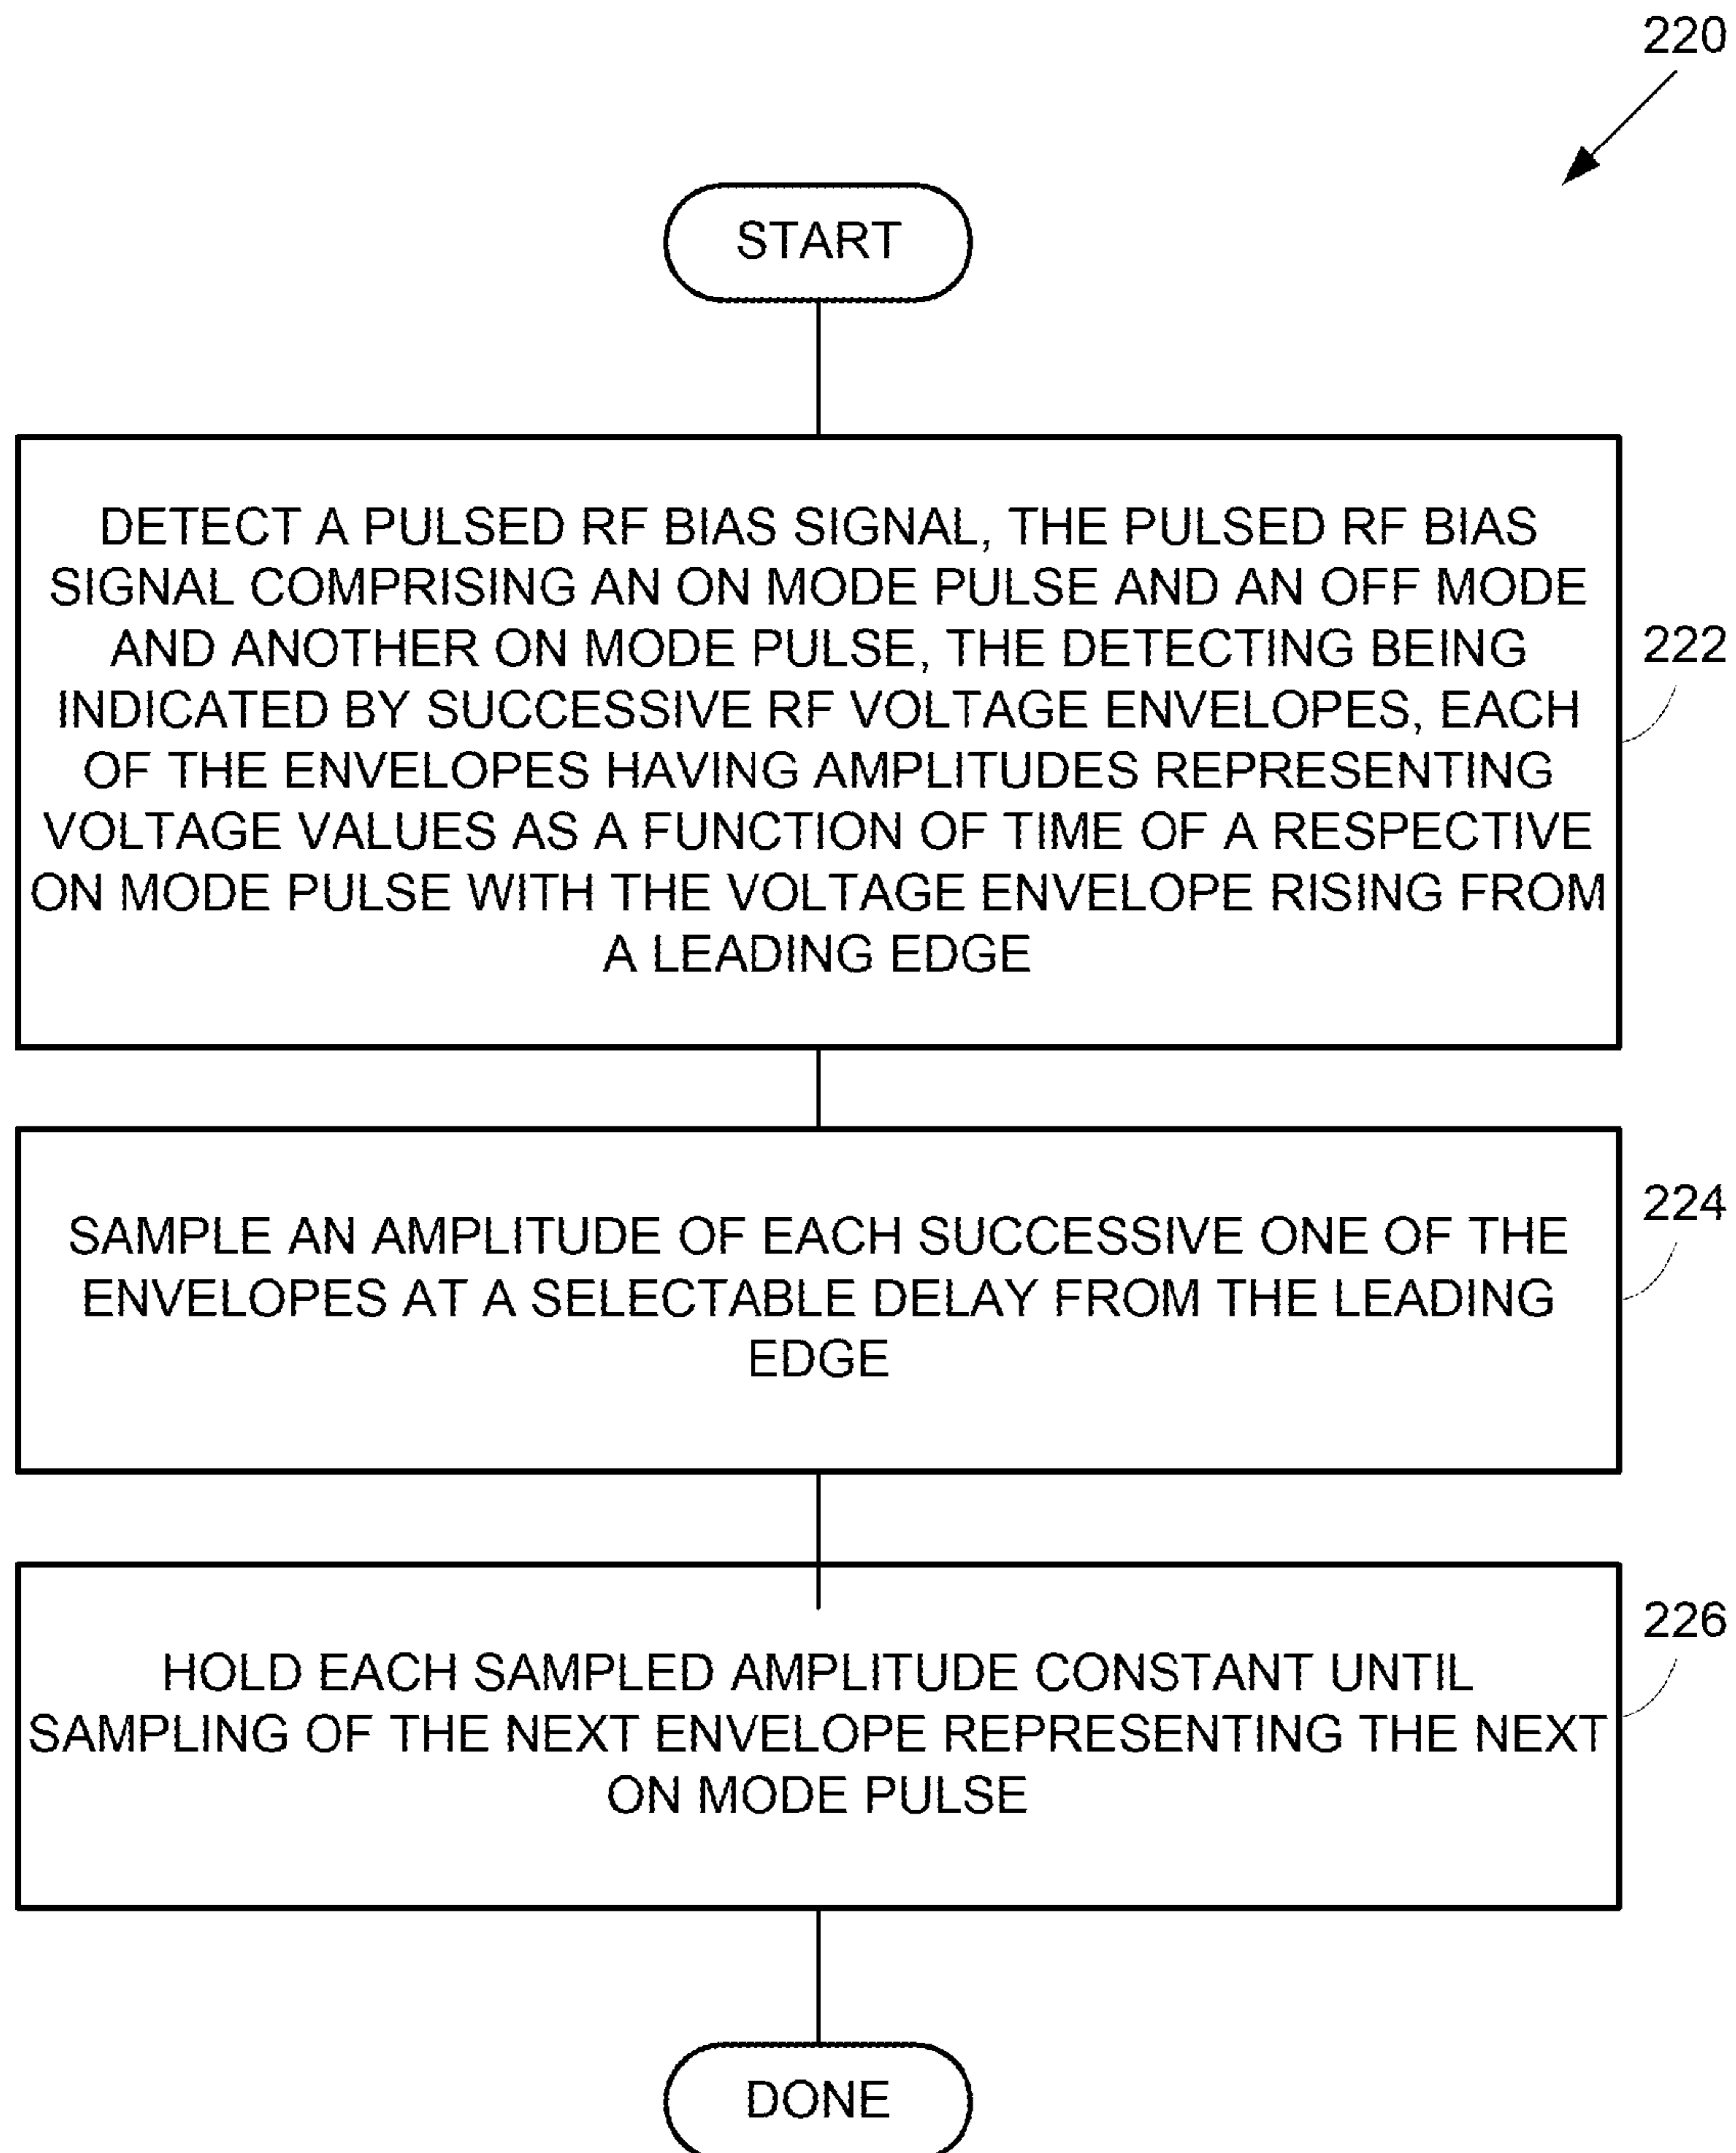 220
START
DETECT A PULSED RF BIAS SIGNAL, THE PULSED RF BIAS
SIGNAL COMPRISING AN ON MODE PULSE AND AN OFF MODE
AND ANOTHER ON MODE PULSE, THE DETECTING BEING
INDICATED BY SUCCESSIVE RF VOLTAGE ENVELOPES, EACH
OF THE ENVELOPES HAVING AMPLITUDES REPRESENTING
VOLTAGE VALUES AS A FUNCTION OF TIME OF A RESPECTIVE
ON MODE PULSE WITH THE VOLTAGE ENVELOPE RISING FROM
A LEADING EDGE
222
SAMPLE AN AMPLITUDE OF EACH SUCCESSIVE ONE OF THE
ENVELOPES AT A SELECTABLE DELAY FROM THE LEADING
EDGE
224
HOLD EACH SAMPLED AMPLITUDE CONSTANT UNTIL
SAMPLING OF THE NEXT ENVELOPE REPRESENTING THE NEXT
ON MODE PULSE
226
DONE